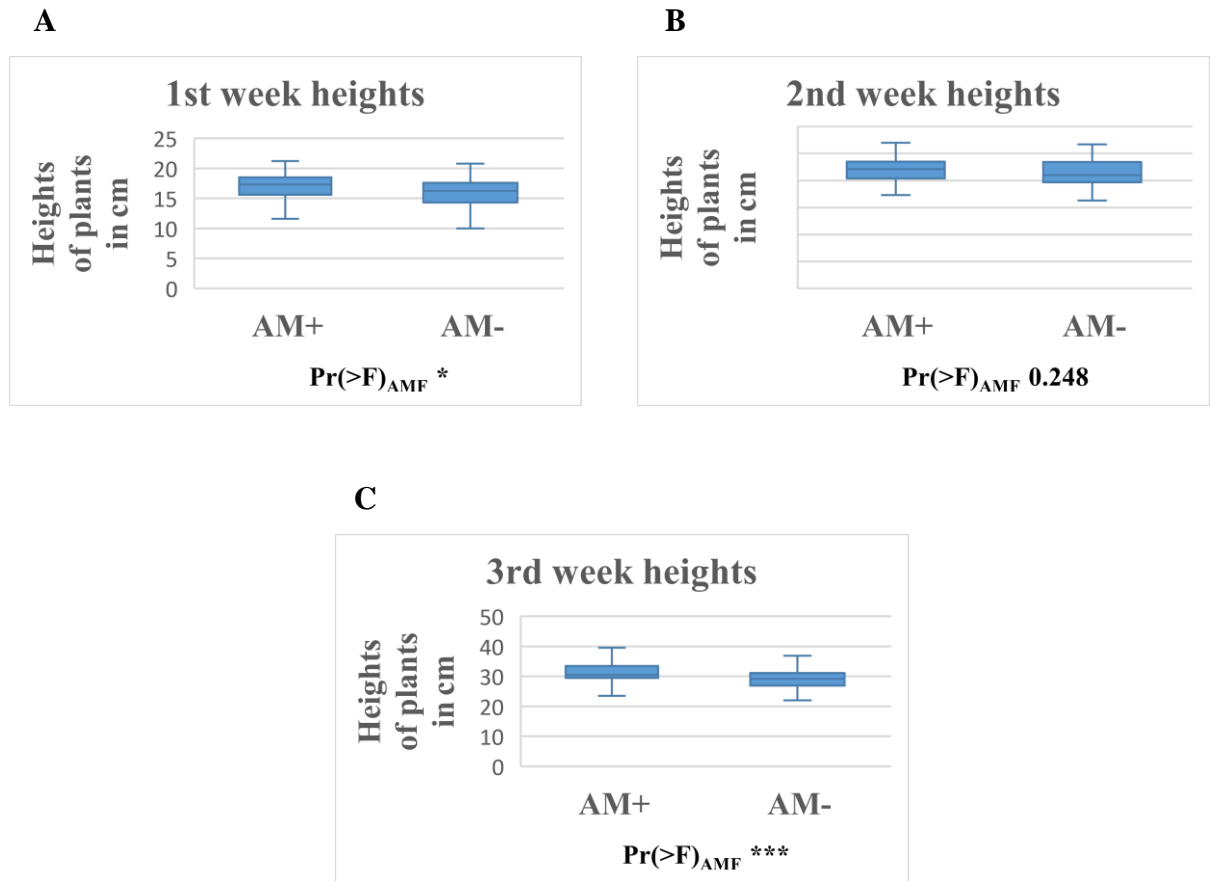 A
1st week heights
Heights
of plants
in cm
25
20
15
10
5
0
AM+ AM-
Pr(>F)AMF *
B
2nd week heights
Heights
of plants
in cm
AM+ AM-
Pr(>F)AMF 0.248
C
3rd week heights
Heights
of plants
in cm
50
40
30
20
10
0
AM+ AM-
Pr(>F)AMF ***